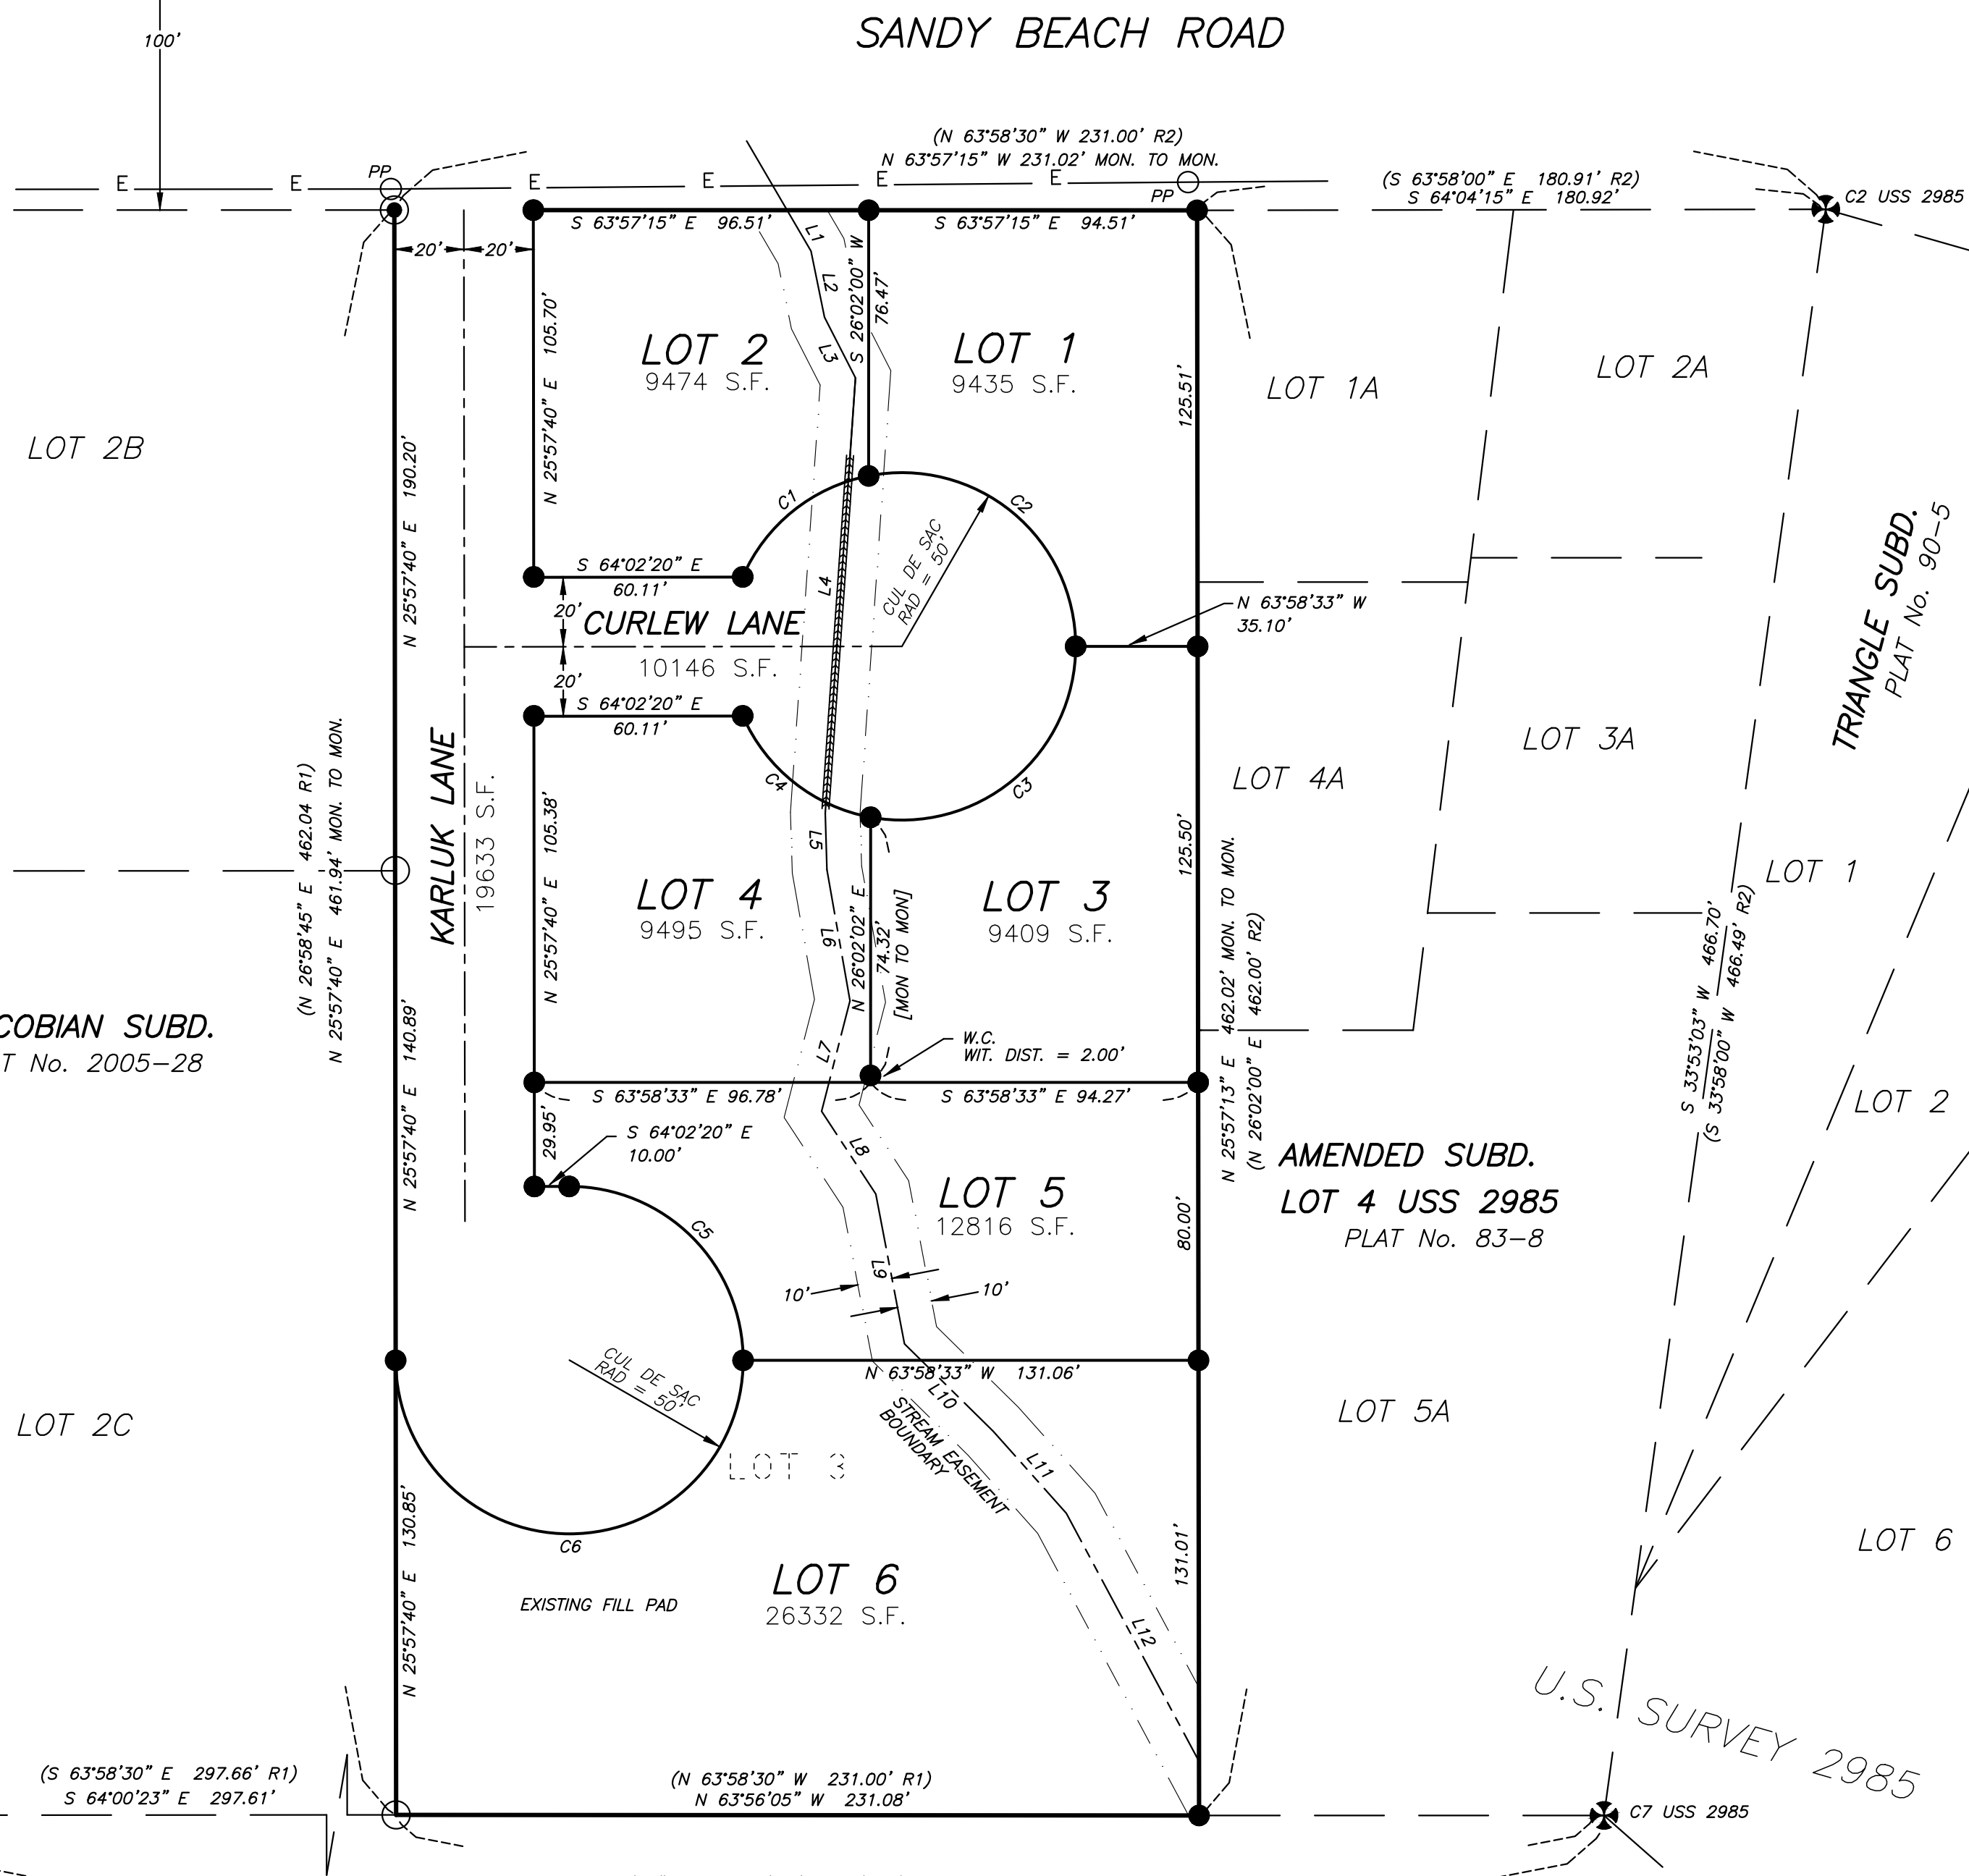 SANDY BEACH ROAD
100'
(N 63°58'30" W 231.00' R2)
N 63°57'15" W 231.02' MON. TO MON.
PP
E
E
E
E
E
E
PP
(S 63°58'00" E 180.91' R2)
S 64°04'15" E 180.92'
C2 USS 2985
S 63°57'15" E 96.51'
S 63°57'15" E 94.51'
20'
20'
L1
L2
L3
S 26°02'00" W
76.47'
N 25°57'40" E 105.70'
LOT 2
9474 S.F.
LOT 1
9435 S.F.
125.51'
LOT 1A
LOT 2A
LOT 2B
N 25°57'40" E 190.20'
C1
C2
CUL DE SAC
RAD = 50'
L4
TRIANGLE SUBD.
PLAT No. 90-5
S 64°02'20" E
60.11'
20'
CURLEW LANE
10146 S.F.
20'
S 64°02'20" E
60.11'
N 63°58'33" W
35.10'
LOT 3A
LOT 4A
C4
C3
KARLUK LANE
19633 S.F.
(N 26°58'45" E 462.04 R1)
N 25°57'40" E 461.94' MON. TO MON.
N 25°57'40" E 105.38'
L5
L6
LOT 4
9495 S.F.
N 26°02'02" E
74.32'
[MON TO MON]
LOT 3
9409 S.F.
125.50'
N 25°57'13" E 462.02' MON. TO MON.
(N 26°02'00" E 462.00' R2)
LOT 1
S 33°53'03" W 466.70'
(S 33°58'00" W 466.49' R2)
COBIAN SUBD.
T No. 2005-28
N 25°57'40" E 140.89'
L7
W.C.
WIT. DIST. = 2.00'
S 63°58'33" E 96.78'
S 63°58'33" E 94.27'
LOT 2
29.95'
S 64°02'20" E
10.00'
L8
AMENDED SUBD.
LOT 4 USS 2985
PLAT No. 83-8
LOT 5
12816 S.F.
80.00'
C5
L9
10'
10'
CUL DE SAC
RAD = 50'
N 63°58'33" W 131.06'
L10
STREAM EASEMENT
BOUNDARY
L11
LOT 2C
LOT 5A
LOT 3
C6
131.01'
LOT 6
N 25°57'40" E 130.85'
LOT 6
26332 S.F.
EXISTING FILL PAD
L12
U.S. SURVEY 2985
(S 63°58'30" E 297.66' R1)
S 64°00'23" E 297.61'
(N 63°58'30" W 231.00' R1)
N 63°56'05" W 231.08'
C7 USS 2985